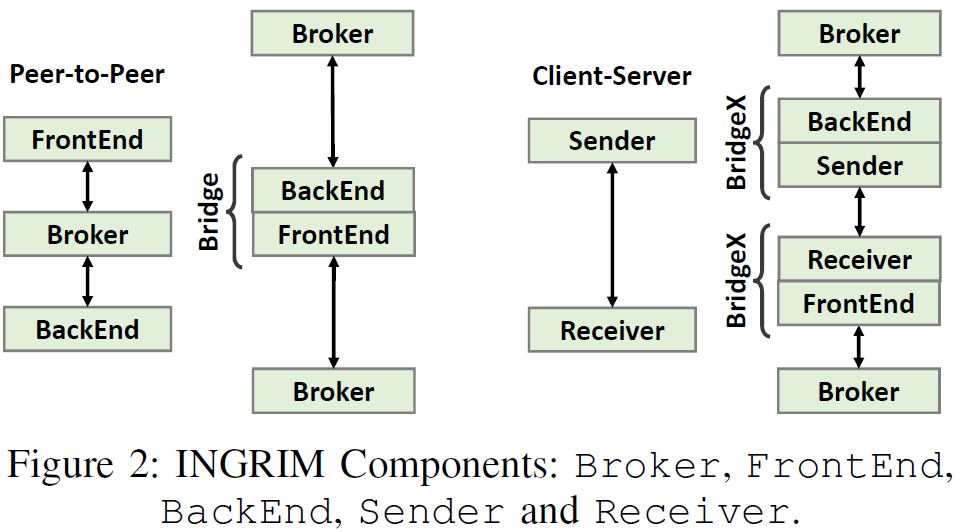 Peer-to-Peer
FrontEnd
Broker
BackEnd
Broker
Bridge
BackEnd
FrontEnd
Broker
Client-Server
Sender
Receiver
Broker
BridgeX
BackEnd
Sender
BridgeX
Receiver
FrontEnd
Broker
Figure 2: INGRIM Components: Broker, FrontEnd,
BackEnd, Sender and Receiver.